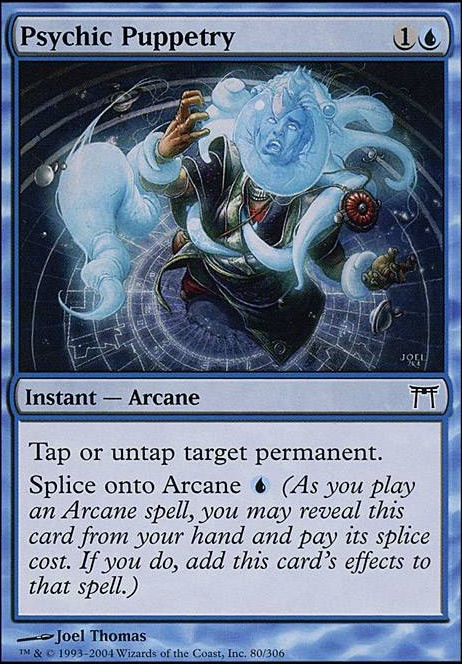 Psychic Puppetry 1
JOEL
Instant — Arcane
Tap or untap target permanent.
Splice onto Arcane (As you play
an Arcane spell, you may reveal this
card from your hand and pay its splice
cost. If you do, add this card's effects to
that spell.)
Joel Thomas
™ & © 1993–2004 Wizards of the Coast, Inc. 80/306